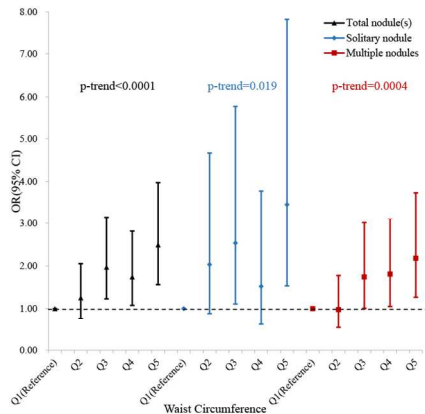 8.00
7.00
6.00
5.00
4.00
3.00
2.00
1.00
0.00
OR(95% CI)
Total nodule(s)
Solitary nodule
Multiple nodules
p-trend<0.0001
p-trend=0.019
p-trend=0.0004
Q1(Reference)
Q2
Q3
Q4
Q5
Q1(Reference)
Q2
Q3
Q4
Q5
Q1(Reference)
Q2
Q3
Q4
Q5
Waist Circumference